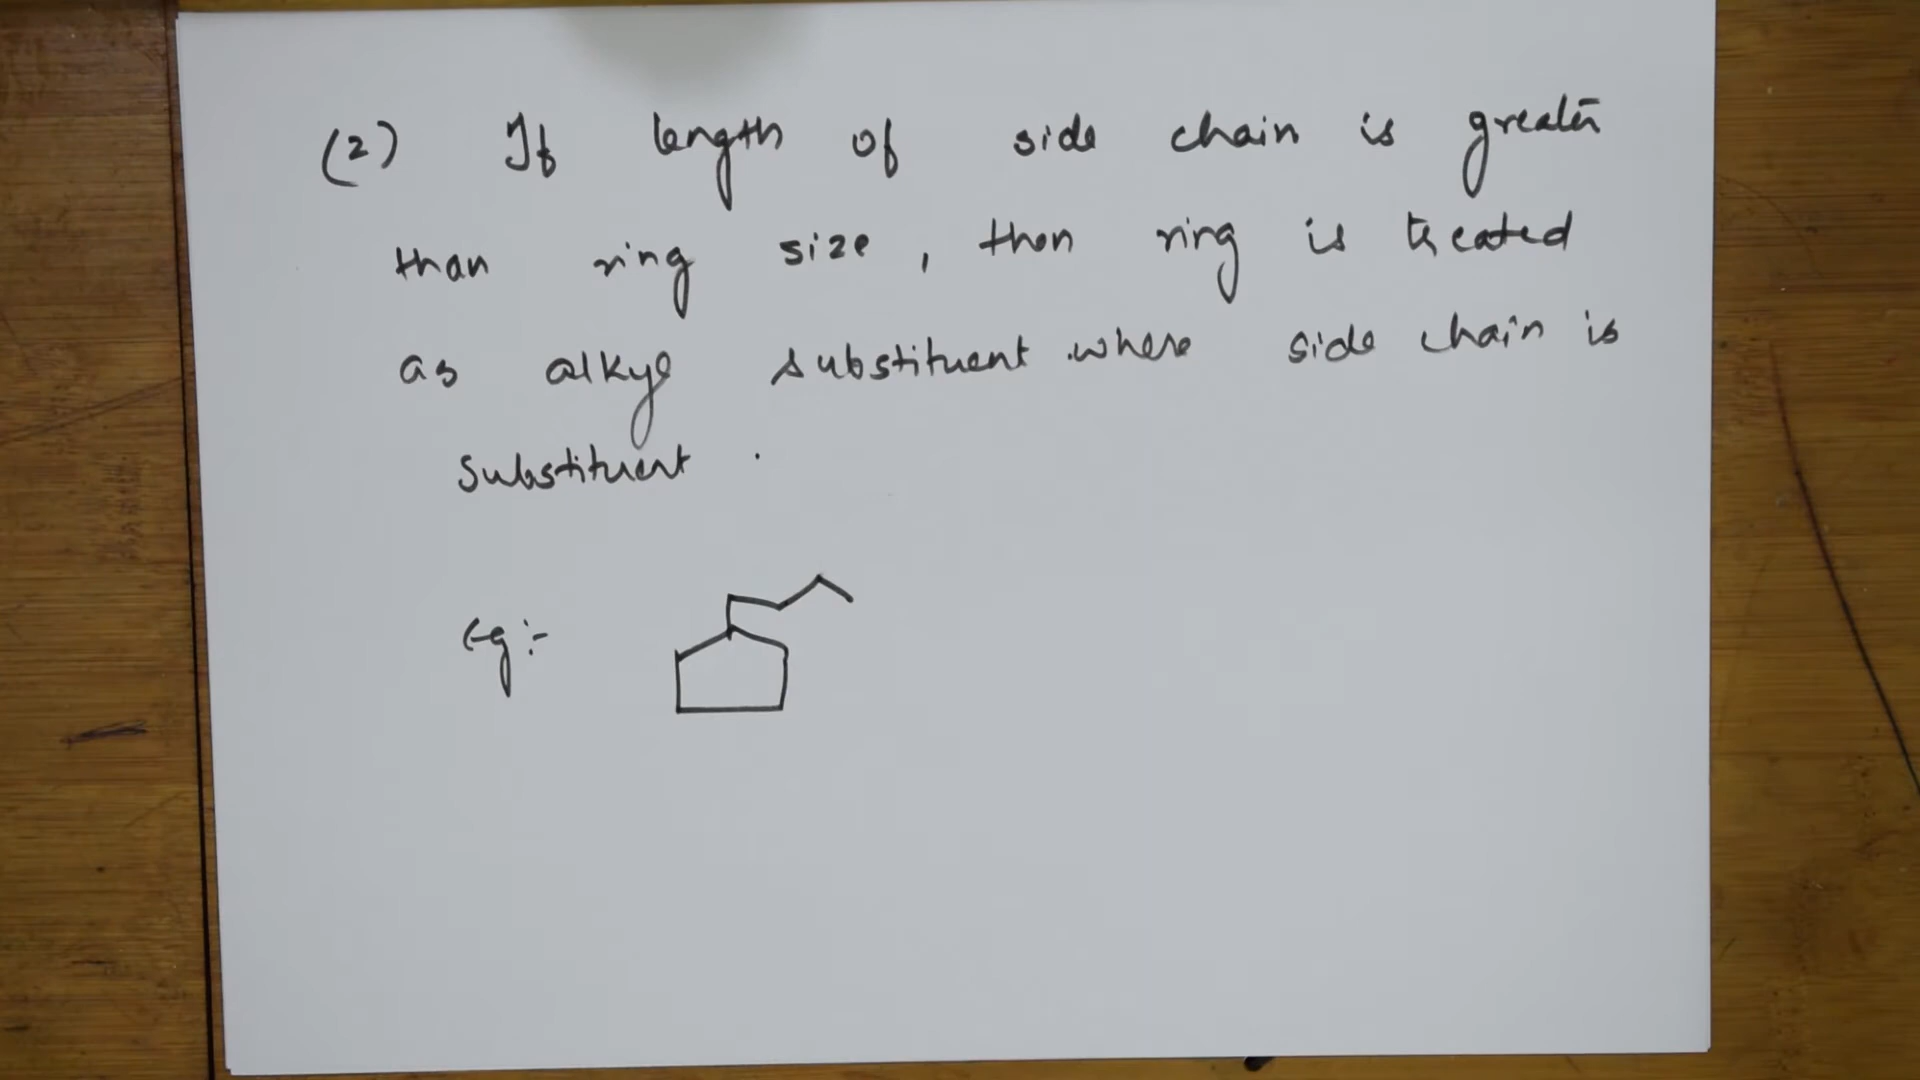 (2) If length of side chain is greater
than ring size, then ring is treated
as alkyl substituent where side chain is
substituent.
eg:-